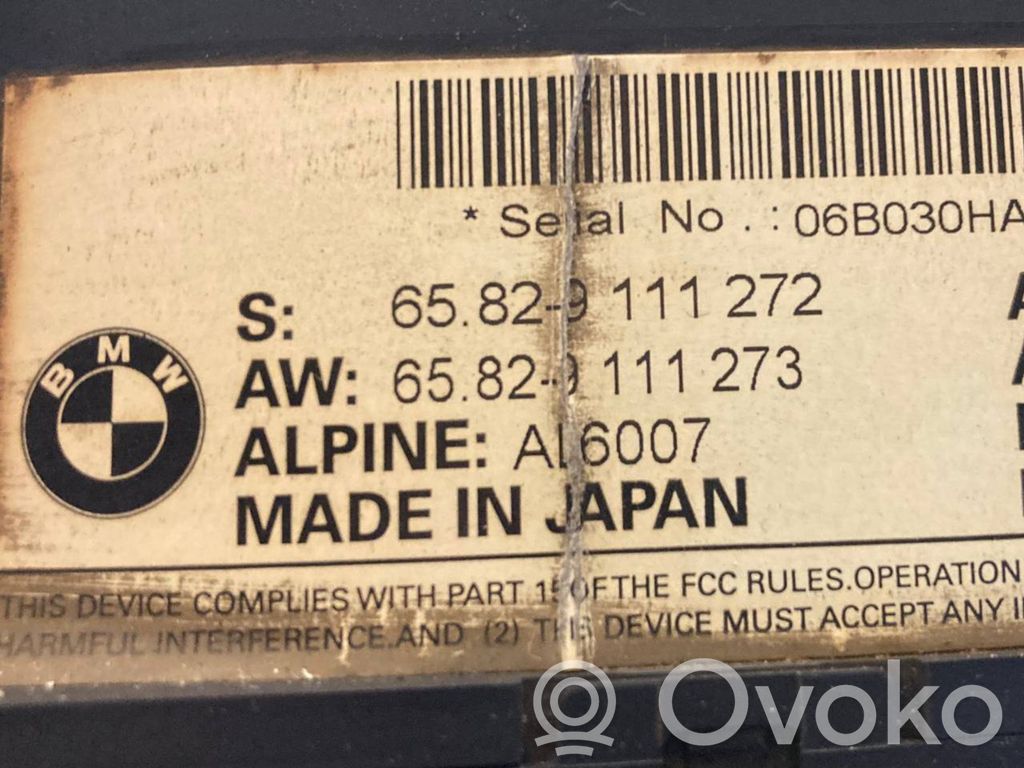 * Serial No.: 06B030HA
S: 65.82-9 111 272
AW: 65.82-9 111 273
BMW
ALPINE: AL6007
MADE IN JAPAN
THIS DEVICE COMPLIES WITH PART 15 OF THE FCC RULES.OPERATION
HARMFUL INTERFERENCE.AND (2) THIS DEVICE MUST ACCEPT ANY
OVOKO